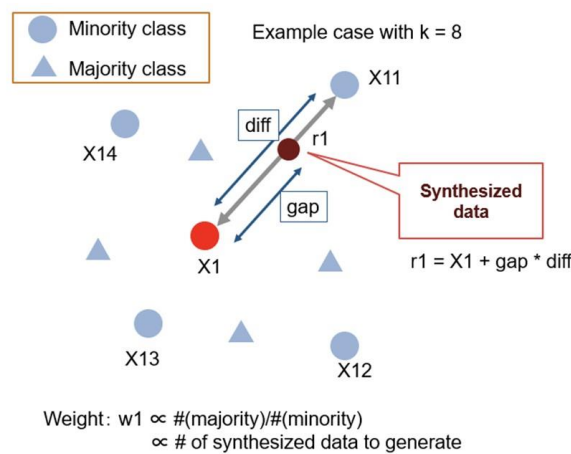 Minority class
Majority class
Example case with k = 8
X11
X14
diff
r1
Synthesized
data
gap
r1 = X1 + gap * diff
X1
X13
X12
Weight: w1 ∝ #(majority)/#(minority)
∝ # of synthesized data to generate